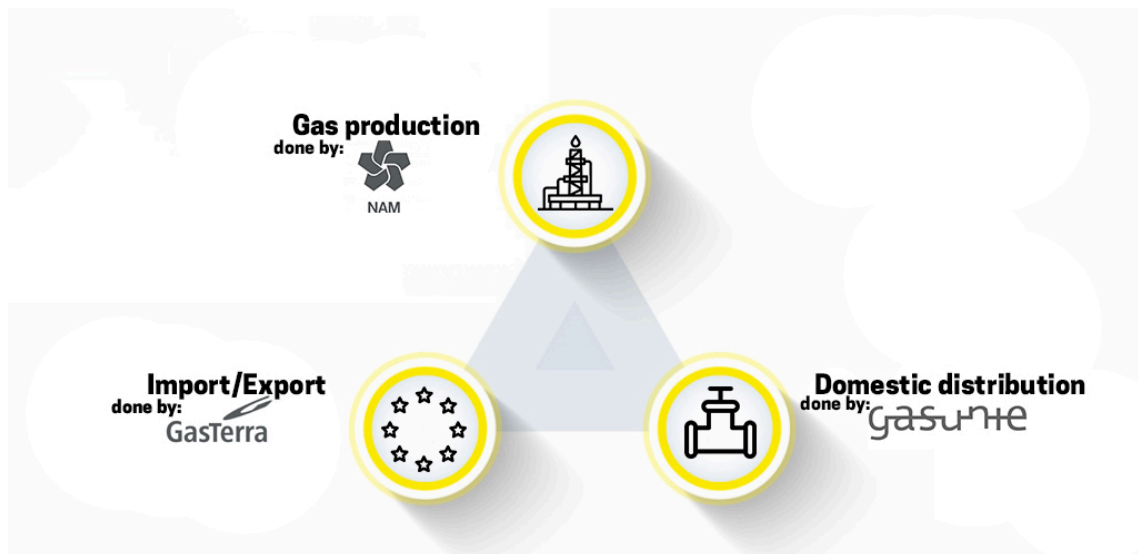 Gas production
done by:
NAM
Import/Export
done by:
GasTerra
Domestic distribution
done by:
gasunie